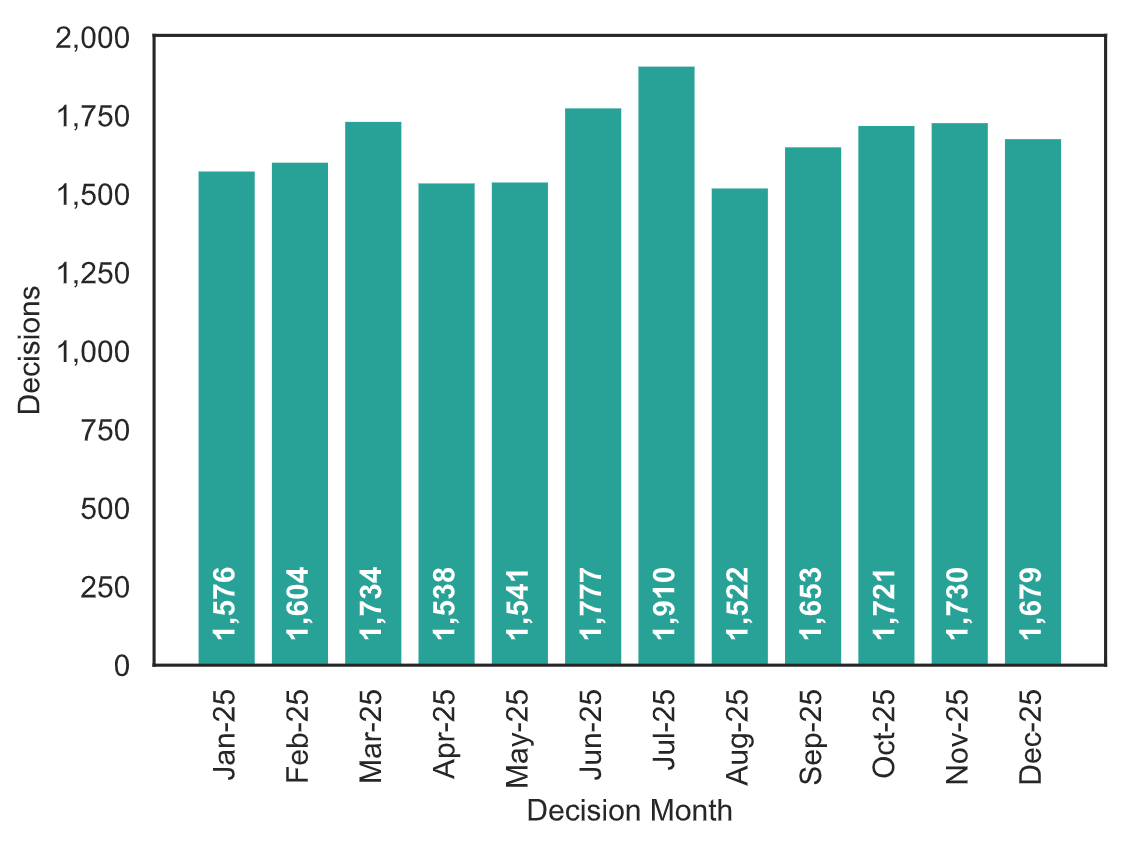 2,000
1,750
1,500
1,250
1,000
750
500
250
0
Decisions
1,576
1,604
1,734
1,538
1,541
1,777
1,910
1,522
1,653
1,721
1,730
1,679
Jan-25
Feb-25
Mar-25
Apr-25
May-25
Jun-25
Jul-25
Aug-25
Sep-25
Oct-25
Nov-25
Dec-25
Decision Month